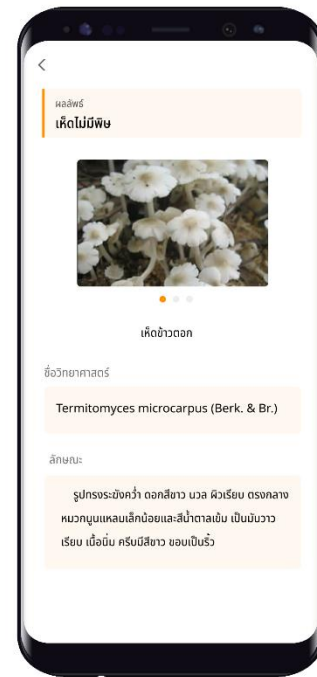 ผลลัพธ์
เห็ดไม่มีพิษ
เห็ดข้าวตอก
ชื่อวิทยาศาสตร์
Termitomyces microcarpus (Berk. & Br.)
ลักษณะ
รูปทรงระฆังคว่ำ ดอกสีขาว นวล ผิวเรียบ ตรงกลาง
หมวกนูนแหลมเล็กน้อยและสีน้ำตาลเข้ม เป็นมันวาว
เรียบ เนื้อนิ่ม ครีบมีสีขาว ขอบเป็นริ้ว